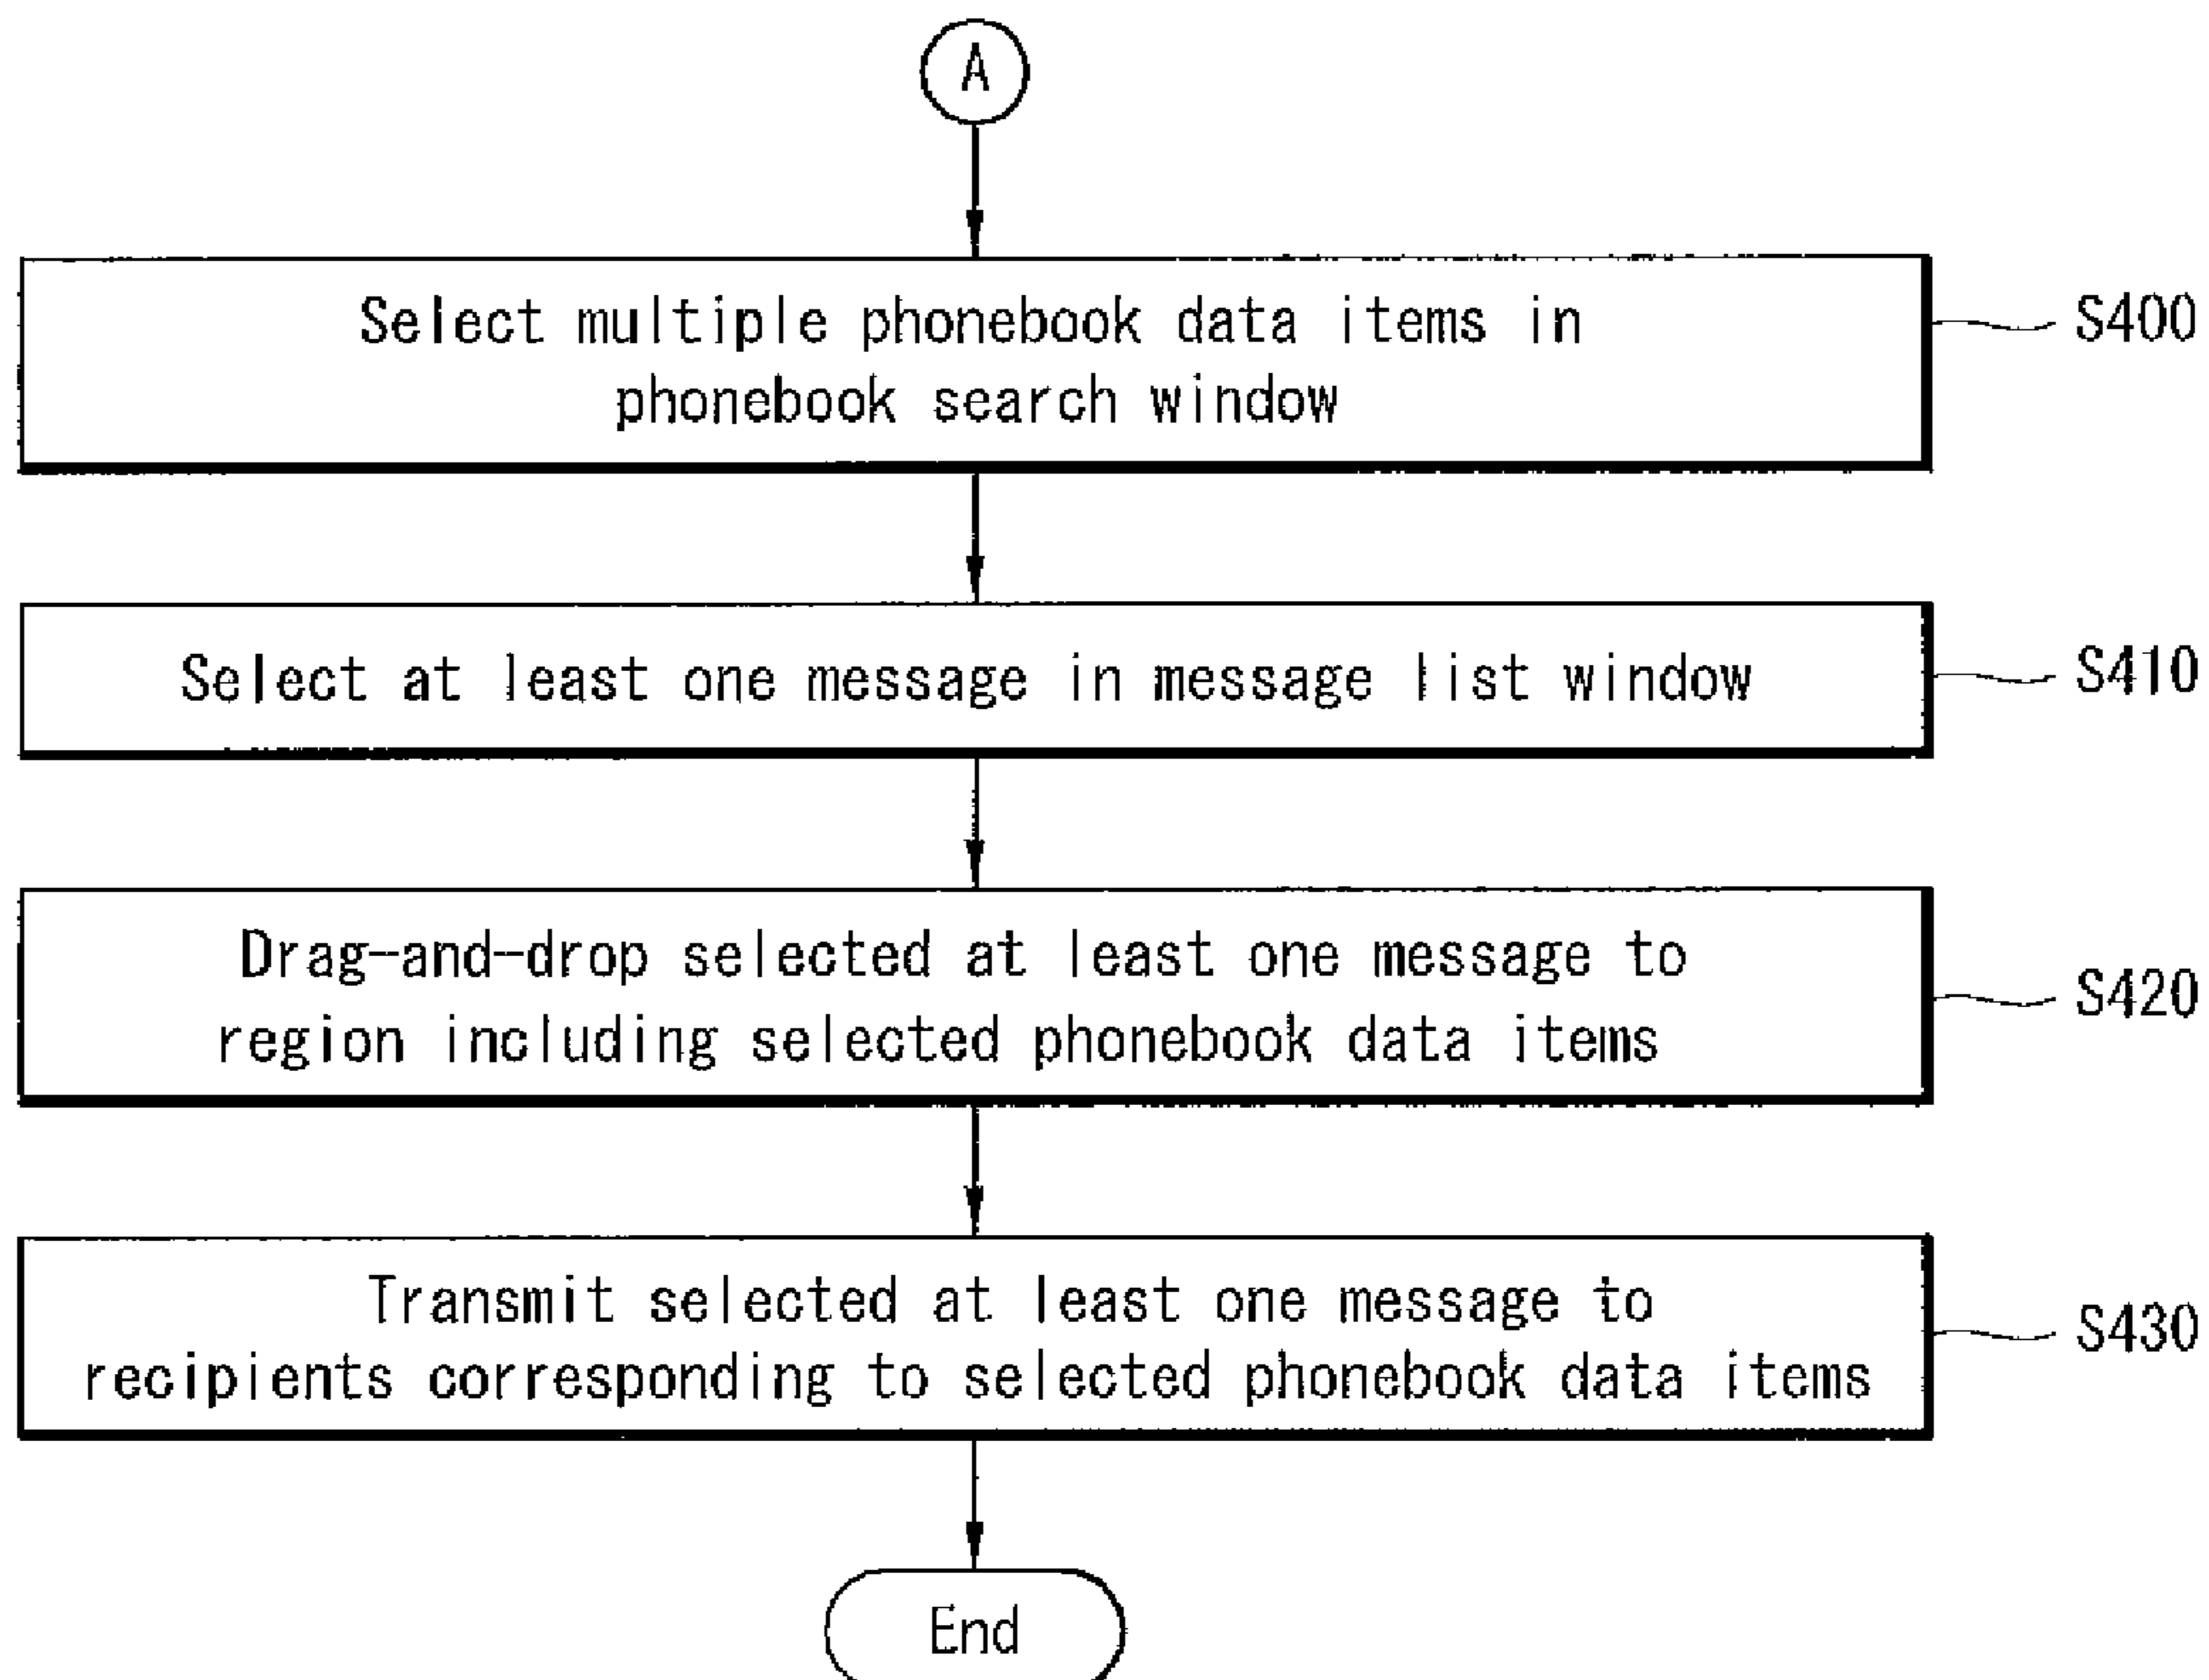 A
Select multiple phonebook data items in
phonebook search window
S400
Select at least one message in message list window
S410
Drag-and-drop selected at least one message to
region including selected phonebook data items
S420
Transmit selected at least one message to
recipients corresponding to selected phonebook data items
S430
End